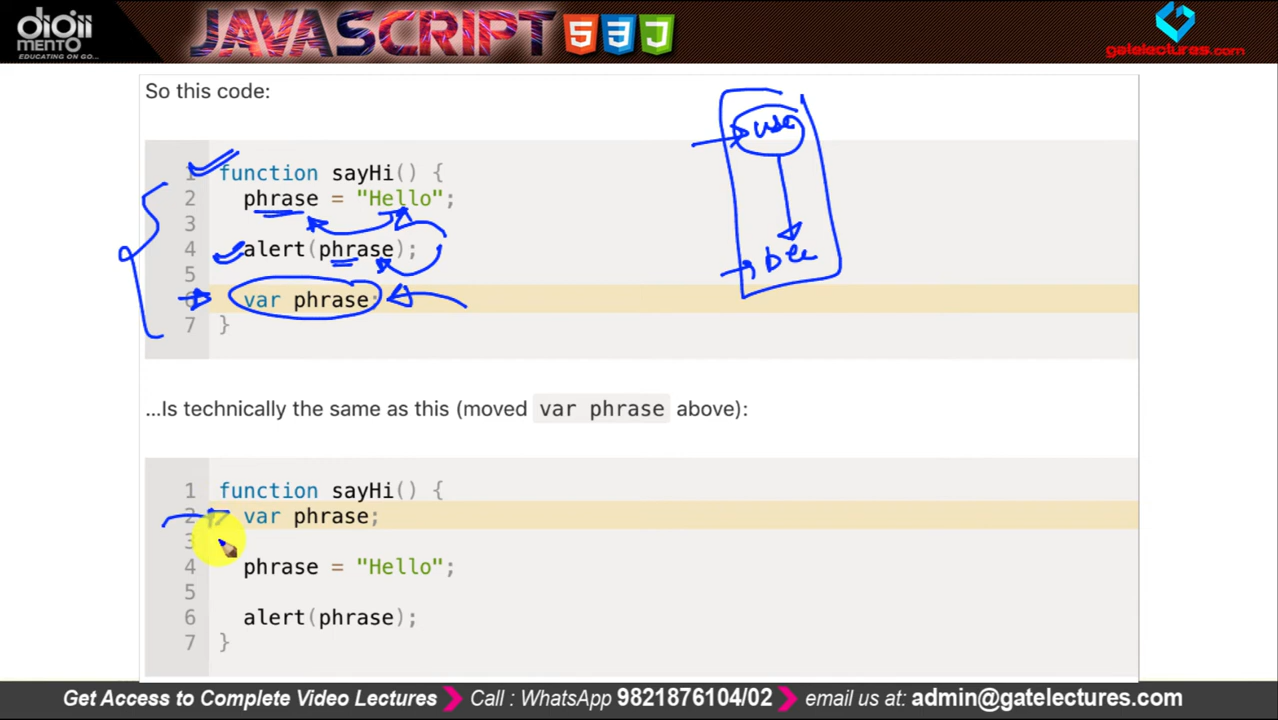 DIGII
MENTO
EDUCATING ON GO...
JAVASCRIPT
gatelectures.com
So this code:
1 function sayHi() {
2 phrase = "Hello";
3
4 alert(phrase);
5
6 var phrase;
7 }
use
Dec
...Is technically the same as this (moved var phrase above):
1 function sayHi() {
2 var phrase;
3
4 phrase = "Hello";
5
6 alert(phrase);
7 }
Get Access to Complete Video Lectures Call : WhatsApp 9821876104/02 email us at: admin@gatelectures.com